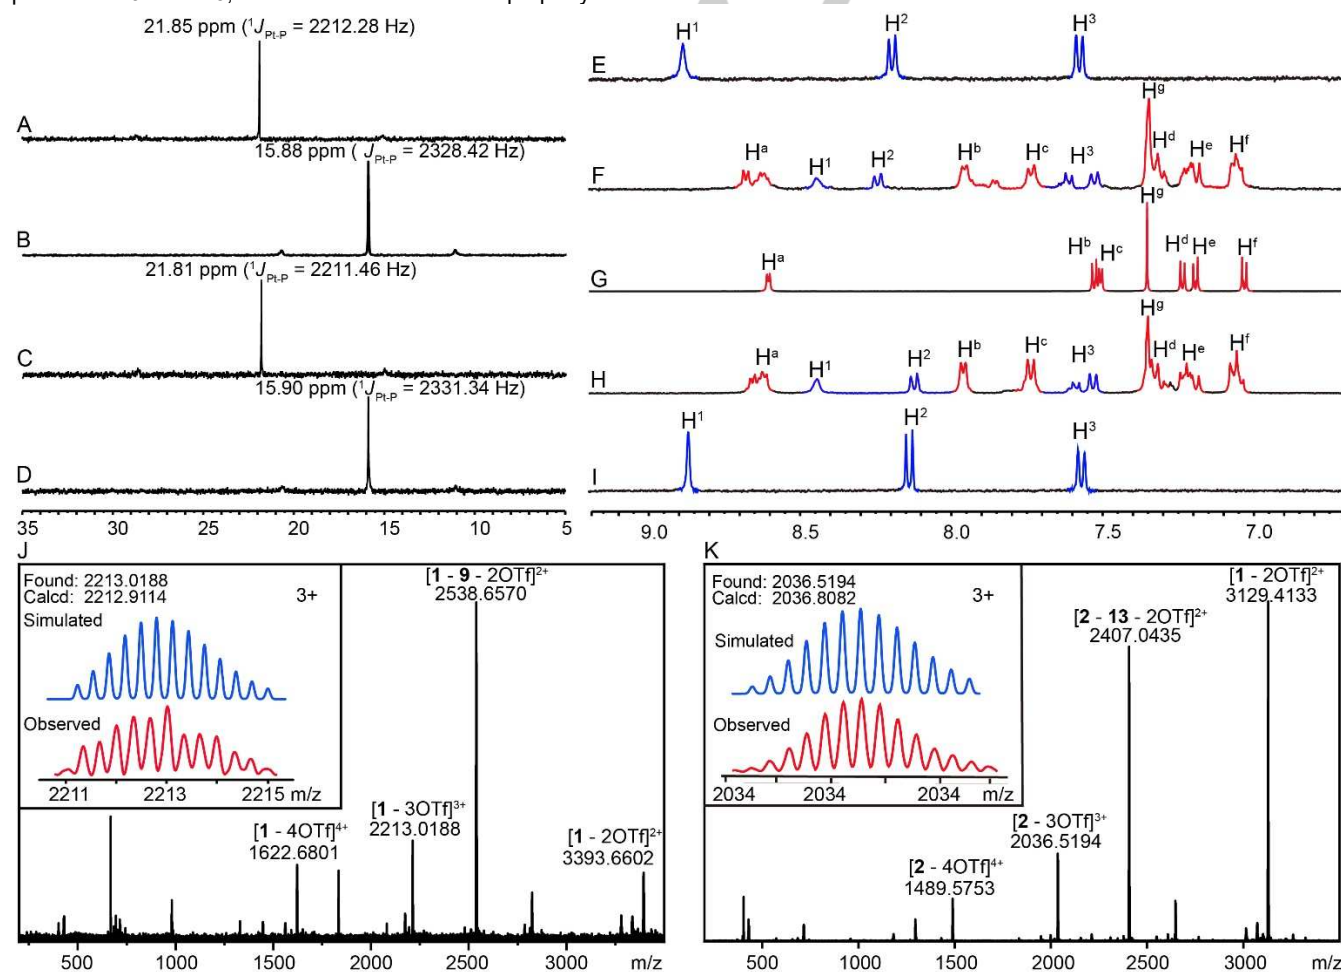 21.85 ppm (¹J Pt-P = 2212.28 Hz)
A
15.88 ppm ( J Pt-P = 2328.42 Hz)
B
21.81 ppm (¹J Pt-P = 2211.46 Hz)
C
15.90 ppm (¹J Pt-P = 2331.34 Hz)
D
35 30 25 20 15 10 5
H¹ H² H³
E
Hᵃ H¹ H² Hᵇ Hᶜ H³ Hᵍ Hᵈ Hᵉ Hᶠ
F
Hᵃ Hᵇ Hᶜ Hᵍ Hᵈ Hᵉ Hᶠ
G
Hᵃ H¹ H² Hᵇ Hᶜ H³ Hᵍ Hᵈ Hᵉ Hᶠ
H
H¹ H² H³
I
9.0 8.5 8.0 7.5 7.0
J
Found: 2213.0188
Calcd: 2212.9114 3+
Simulated
Observed
2211 2213 2215 m/z
[1 - 9 - 2OTf]²⁺
2538.6570
[1 - 4OTf]⁴⁺
1622.6801
[1 - 3OTf]³⁺
2213.0188
[1 - 2OTf]²⁺
3393.6602
500 1000 1500 2000 2500 3000 m/z
K
Found: 2036.5194
Calcd: 2036.8082 3+
Simulated
Observed
2034 2034 2034 m/z
[1 - 2OTf]²⁺
3129.4133
[2 - 13 - 2OTf]²⁺
2407.0435
[2 - 3OTf]³⁺
2036.5194
[2 - 4OTf]⁴⁺
1489.5753
500 1000 1500 2000 2500 3000 m/z